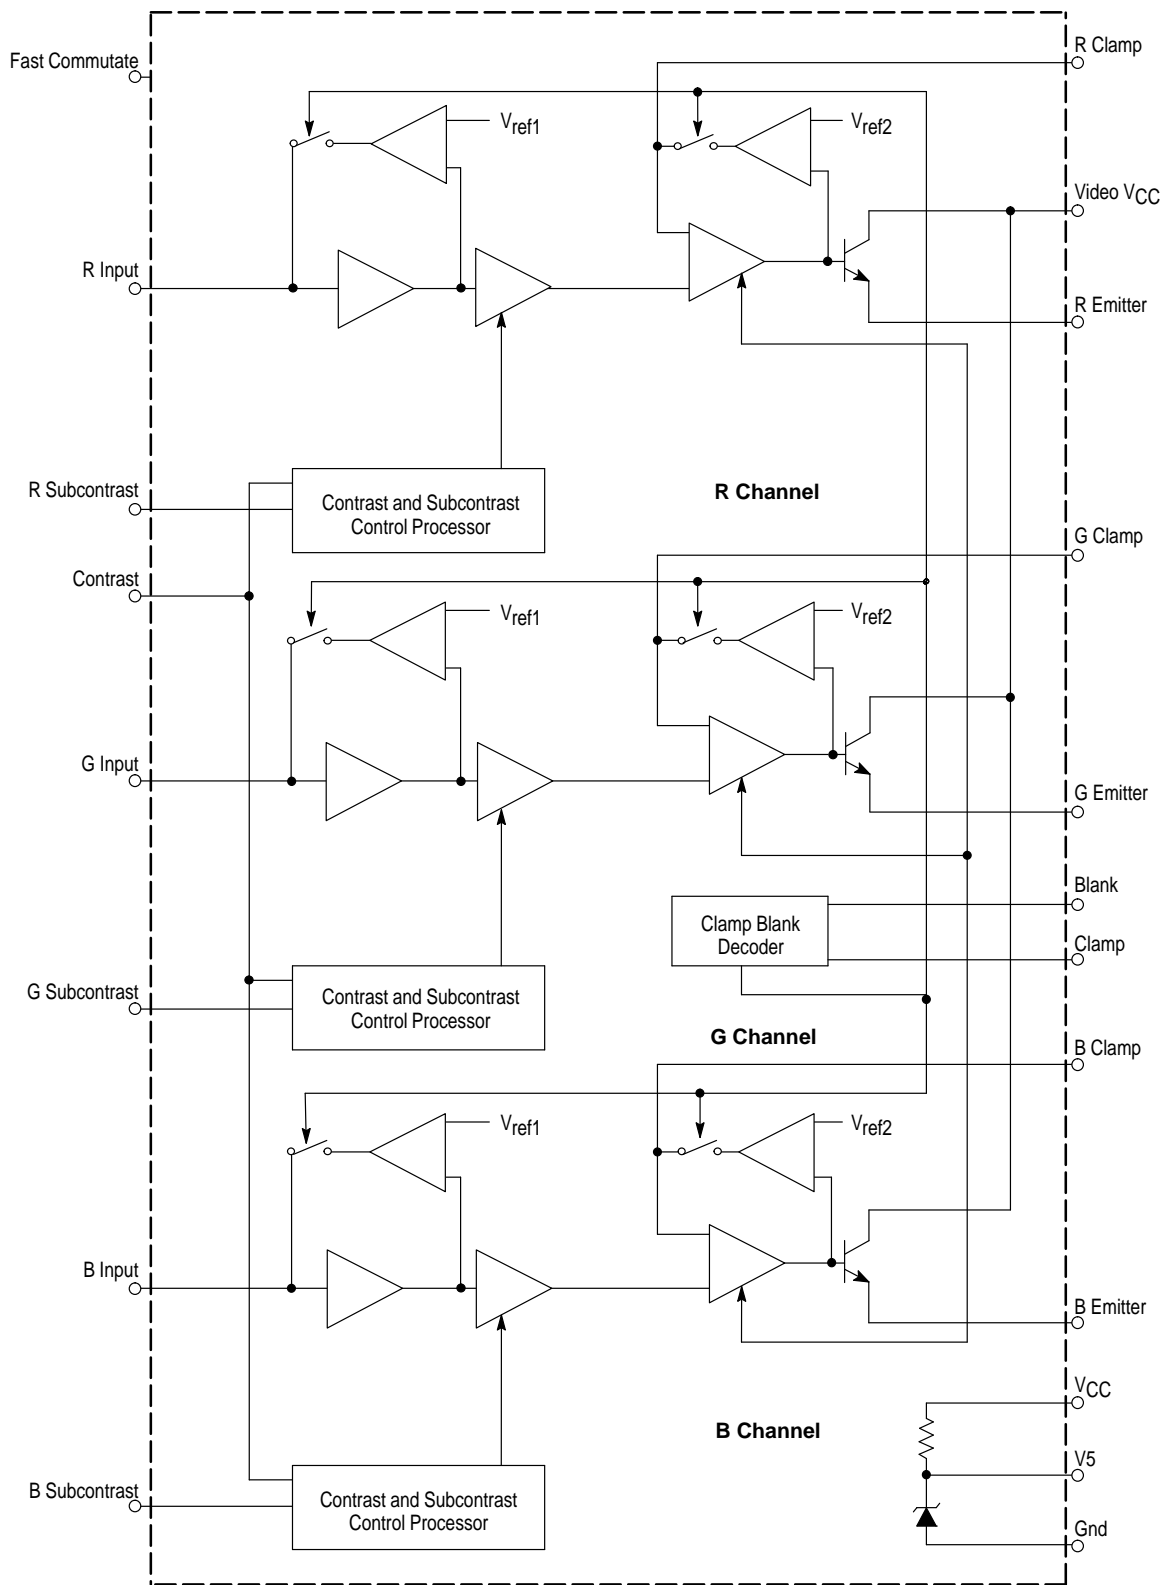 R Clamp
Fast Commutate
Vref1
Vref2
Video VCC
R Input
R Emitter
R Subcontrast
Contrast and Subcontrast
Control Processor
R Channel
G Clamp
Contrast
Vref1
Vref2
G Input
G Emitter
Blank
Clamp Blank
Decoder
Clamp
G Subcontrast
Contrast and Subcontrast
Control Processor
G Channel
B Clamp
Vref1
Vref2
B Input
B Emitter
VCC
B Channel
V5
B Subcontrast
Contrast and Subcontrast
Control Processor
Gnd